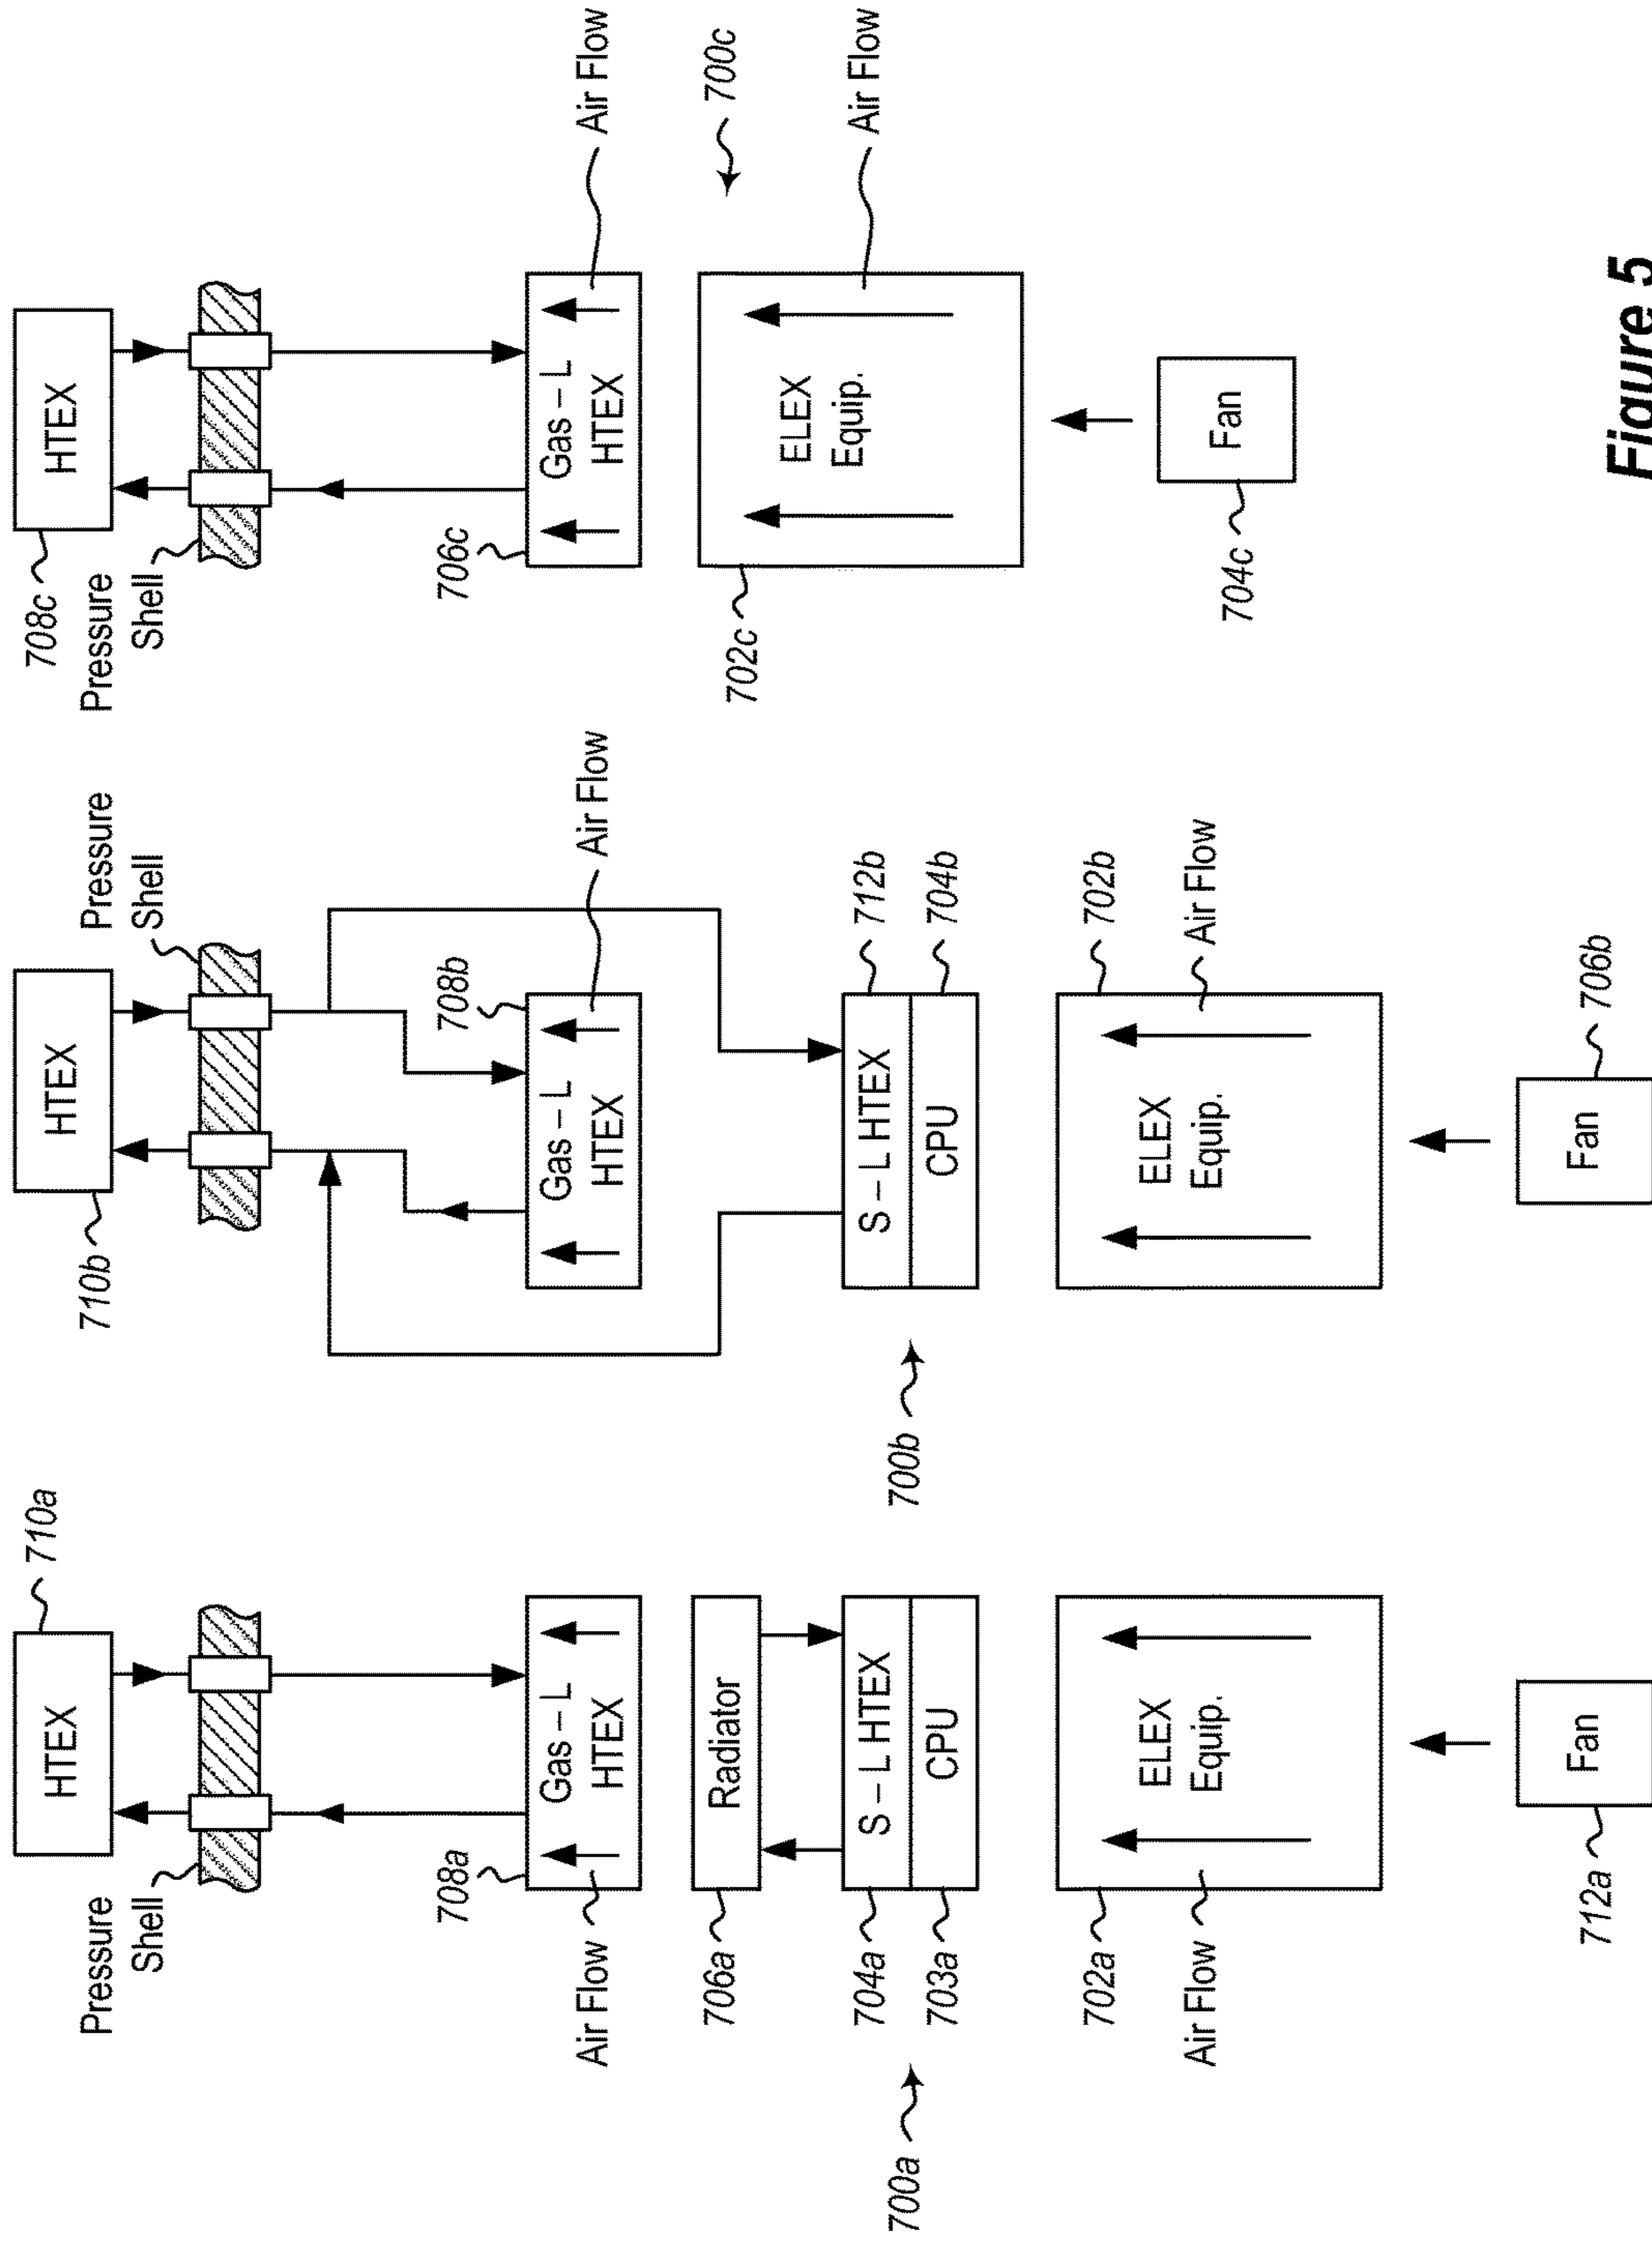 710a
HTEX
Pressure
Shell
708a
Gas – L
HTEX
Air Flow
706a
Radiator
704a
S – L HTEX
703a
CPU
700a
702a
ELEX
Equip.
Air Flow
712a
Fan
710b
HTEX
Pressure
Shell
708b
Gas – L
HTEX
Air Flow
S – L HTEX
712b
CPU
704b
700b
702b
ELEX
Equip.
Air Flow
Fan
706b
708c
HTEX
Pressure
Shell
706c
Gas – L
HTEX
Air Flow
700c
702c
ELEX
Equip.
Air Flow
704c
Fan
Figure 5